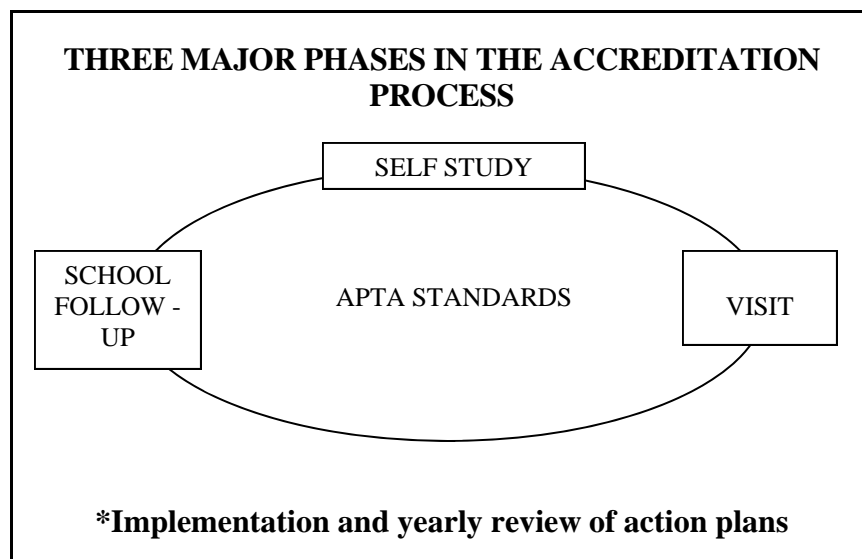 THREE MAJOR PHASES IN THE ACCREDITATION
PROCESS
SELF STUDY
SCHOOL
FOLLOW -
UP
APTA STANDARDS
VISIT
*Implementation and yearly review of action plans